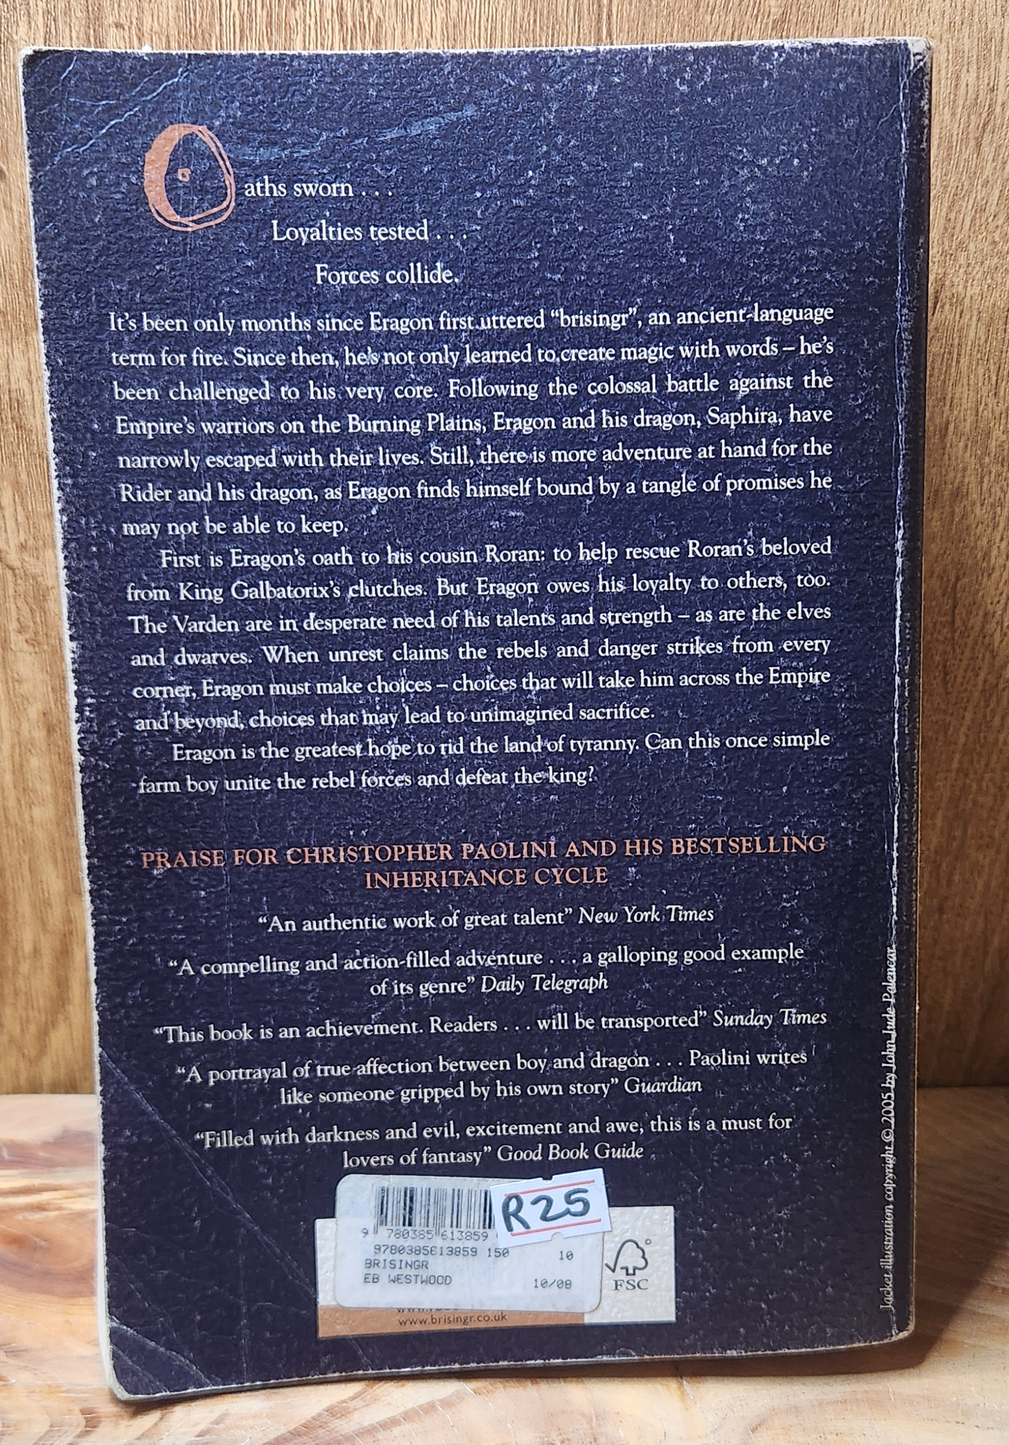 Oaths sworn . . .
Loyalties tested . . .
Forces collide.
It's been only months since Eragon first uttered “brisingr”, an ancient-language
term for fire. Since then, he's not only learned to create magic with words – he's
been challenged to his very core. Following the colossal battle against the
Empire's warriors on the Burning Plains, Eragon and his dragon, Saphira, have
narrowly escaped with their lives. Still, there is more adventure at hand for the
Rider and his dragon, as Eragon finds himself bound by a tangle of promises he
may not be able to keep.
First is Eragon's oath to his cousin Roran: to help rescue Roran's beloved
from King Galbatorix's clutches. But Eragon owes his loyalty to others, too.
The Varden are in desperate need of his talents and strength – as are the elves
and dwarves. When unrest claims the rebels and danger strikes from every
corner, Eragon must make choices – choices that will take him across the Empire
and beyond, choices that may lead to unimagined sacrifice.
Eragon is the greatest hope to rid the land of tyranny. Can this once simple
farm boy unite the rebel forces and defeat the king?
PRAISE FOR CHRISTOPHER PAOLINI AND HIS BESTSELLING
INHERITANCE CYCLE
“An authentic work of great talent” New York Times
“A compelling and action-filled adventure . . . a galloping good example
of its genre” Daily Telegraph
“This book is an achievement. Readers . . . will be transported” Sunday Times
“A portrayal of true affection between boy and dragon . . . Paolini writes
like someone gripped by his own story” Guardian
“Filled with darkness and evil, excitement and awe, this is a must for
lovers of fantasy” Good Book Guide
R25
9 780385 613859
9780385613859 150 10
BRISINGR
EB WESTWOOD 10/08
FSC
www.brisingr.co.uk
Jacket illustration copyright © 2005 by John Jude Palencar